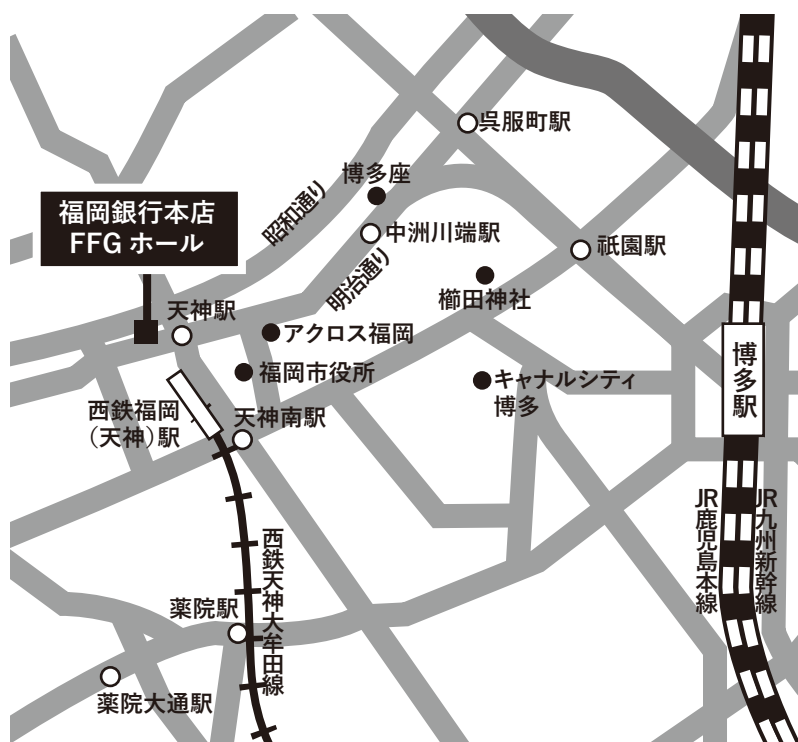 呉服町駅
博多座
福岡銀行本店
FFG ホール
昭和通り
中洲川端駅
祇園駅
明治通り
櫛田神社
天神駅
アクロス福岡
博多駅
福岡市役所
キャナルシティ
博多
西鉄福岡
（天神）駅
天神南駅
JR鹿児島本線
JR九州新幹線
西鉄天神大牟田線
薬院駅
薬院大通駅